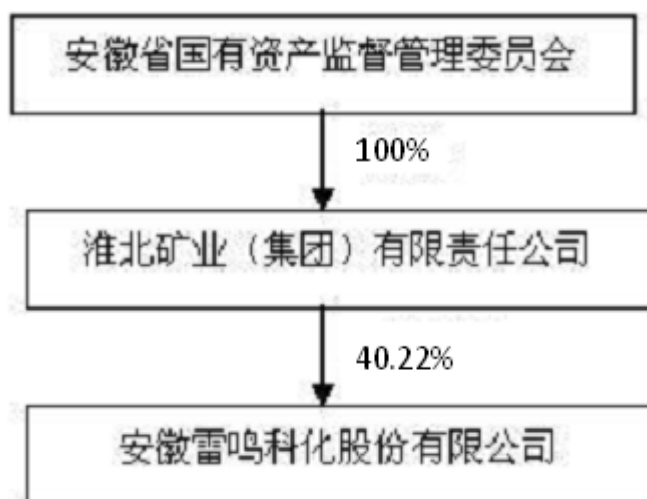 安徽省国有资产监督管理委员会
100%
淮北矿业（集团）有限责任公司
40.22%
安徽雷鸣科化股份有限公司